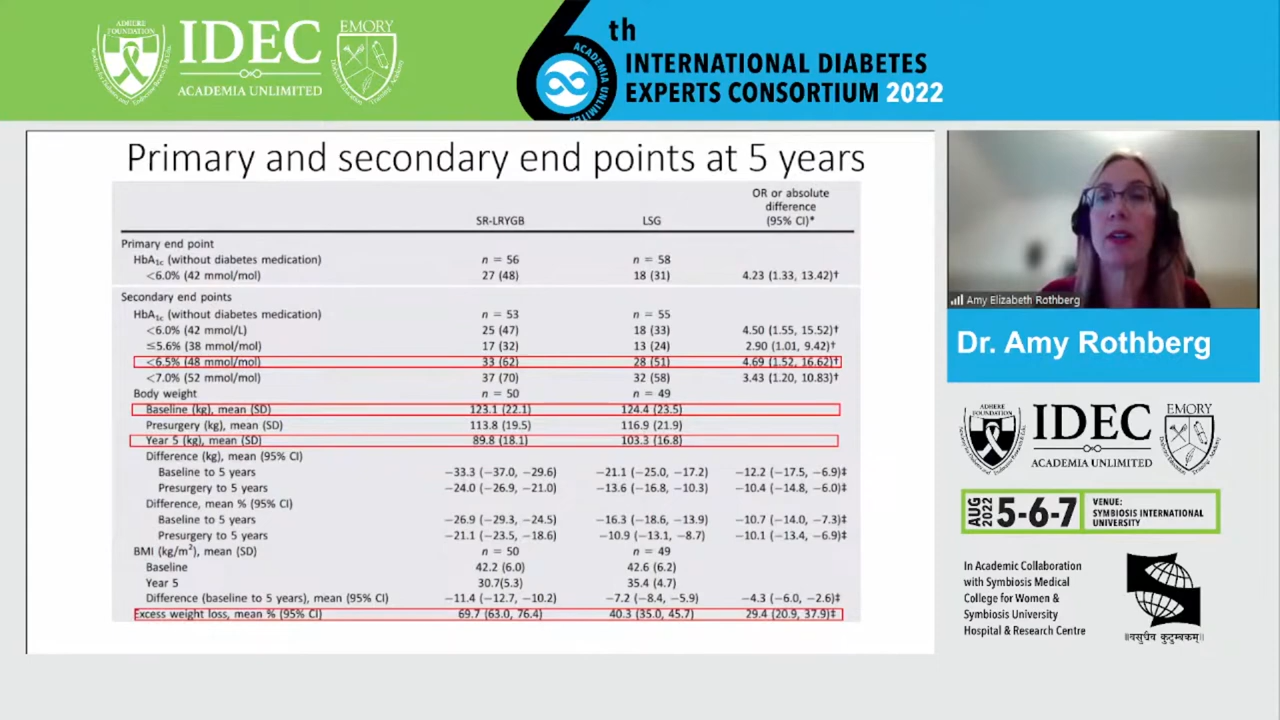 ADHERE
FOUNDATION
IDEC
ACADEMIA UNLIMITED
EMORY
6th
ACADEMIA UNLIMITED
INTERNATIONAL DIABETES
EXPERTS CONSORTIUM 2022
Primary and secondary end points at 5 years
OR or absolute
difference
SR-LRYGB LSG (95% CI)*
Primary end point
HbA1c (without diabetes medication) n = 56 n = 58
<6.0% (42 mmol/mol) 27 (48) 18 (31) 4.23 (1.33, 13.42)†
Secondary end points
HbA1c (without diabetes medication) n = 53 n = 55
<6.0% (42 mmol/L) 25 (47) 18 (33) 4.50 (1.55, 15.52)†
≤5.6% (38 mmol/mol) 17 (32) 13 (24) 2.90 (1.01, 9.42)†
<6.5% (48 mmol/mol) 33 (62) 28 (51) 4.69 (1.52, 16.62)†
<7.0% (52 mmol/mol) 37 (70) 32 (58) 3.43 (1.20, 10.83)†
Body weight n = 50 n = 49
Baseline (kg), mean (SD) 123.1 (22.1) 124.4 (23.5)
Presurgery (kg), mean (SD) 113.8 (19.5) 116.9 (21.9)
Year 5 (kg), mean (SD) 89.8 (18.1) 103.3 (16.8)
Difference (kg), mean (95% CI)
Baseline to 5 years −33.3 (−37.0, −29.6) −21.1 (−25.0, −17.2) −12.2 (−17.5, −6.9)‡
Presurgery to 5 years −24.0 (−26.9, −21.0) −13.6 (−16.8, −10.3) −10.4 (−14.8, −6.0)‡
Difference, mean % (95% CI)
Baseline to 5 years −26.9 (−29.3, −24.5) −16.3 (−18.6, −13.9) −10.7 (−14.0, −7.3)‡
Presurgery to 5 years −21.1 (−23.5, −18.6) −10.9 (−13.1, −8.7) −10.1 (−13.4, −6.9)‡
BMI (kg/m²), mean (SD) n = 50 n = 49
Baseline 42.2 (6.0) 42.6 (6.2)
Year 5 30.7(5.3) 35.4 (4.7)
Difference (baseline to 5 years), mean (95% CI) −11.4 (−12.7, −10.2) −7.2 (−8.4, −5.9) −4.3 (−6.0, −2.6)‡
Excess weight loss, mean % (95% CI) 69.7 (63.0, 76.4) 40.3 (35.0, 45.7) 29.4 (20.9, 37.9)‡
Amy Elizabeth Rothberg
Dr. Amy Rothberg
ADHERE
FOUNDATION
IDEC
ACADEMIA UNLIMITED
EMORY
AUG
2022
5-6-7
VENUE:
SYMBIOSIS INTERNATIONAL
UNIVERSITY
In Academic Collaboration
with Symbiosis Medical
College for Women &
Symbiosis University
Hospital & Research Centre
॥वसुधैव कुटुम्बकम्॥